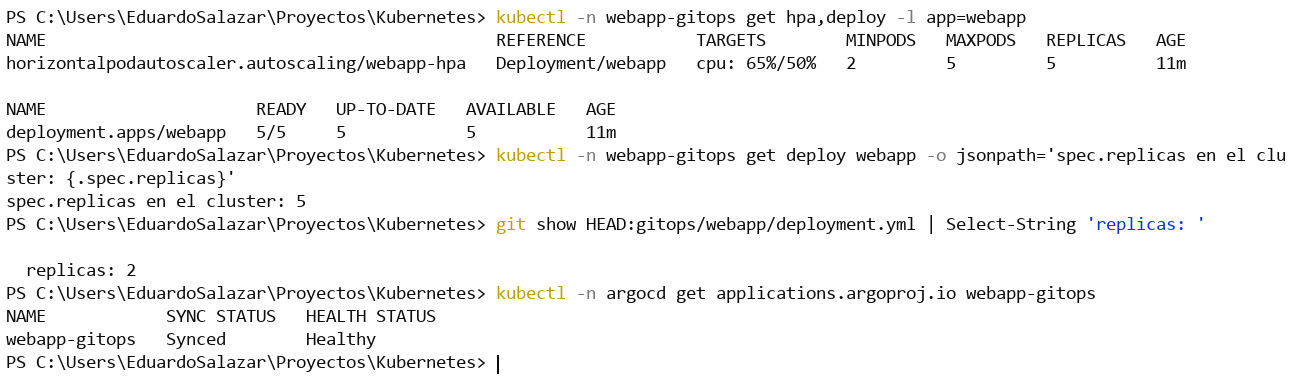 PS C:\Users\EduardoSalazar\Proyectos\Kubernetes> kubectl -n webapp-gitops get hpa,deploy -l app=webapp
NAME                                             REFERENCE           TARGETS        MINPODS   MAXPODS   REPLICAS   AGE
horizontalpodautoscaler.autoscaling/webapp-hpa   Deployment/webapp   cpu: 65%/50%   2         5         5          11m

NAME                     READY   UP-TO-DATE   AVAILABLE   AGE
deployment.apps/webapp   5/5     5            5           11m
PS C:\Users\EduardoSalazar\Proyectos\Kubernetes> kubectl -n webapp-gitops get deploy webapp -o jsonpath='spec.replicas en el clu
ster: {.spec.replicas}'
spec.replicas en el cluster: 5
PS C:\Users\EduardoSalazar\Proyectos\Kubernetes> git show HEAD:gitops/webapp/deployment.yml | Select-String 'replicas: '

  replicas: 2
PS C:\Users\EduardoSalazar\Proyectos\Kubernetes> kubectl -n argocd get applications.argoproj.io webapp-gitops
NAME            SYNC STATUS   HEALTH STATUS
webapp-gitops   Synced        Healthy
PS C:\Users\EduardoSalazar\Proyectos\Kubernetes>